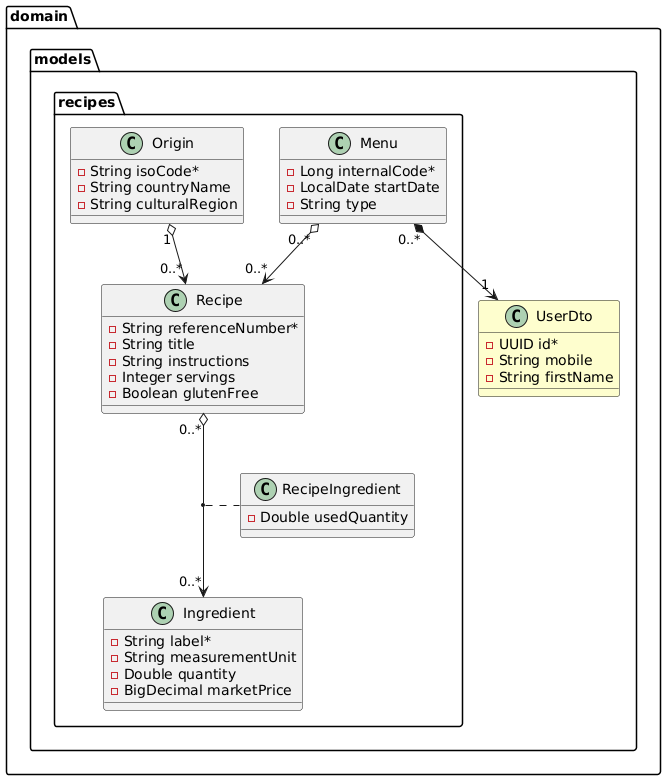 domain
models
recipes
C Origin
String isoCode*
String countryName
String culturalRegion
C Menu
Long internalCode*
LocalDate startDate
String type
1
0..*
0..*
0..*
0..*
1
C Recipe
String referenceNumber*
String title
String instructions
Integer servings
Boolean glutenFree
C UserDto
UUID id*
String mobile
String firstName
0..*
C RecipeIngredient
Double usedQuantity
0..*
C Ingredient
String label*
String measurementUnit
Double quantity
BigDecimal marketPrice